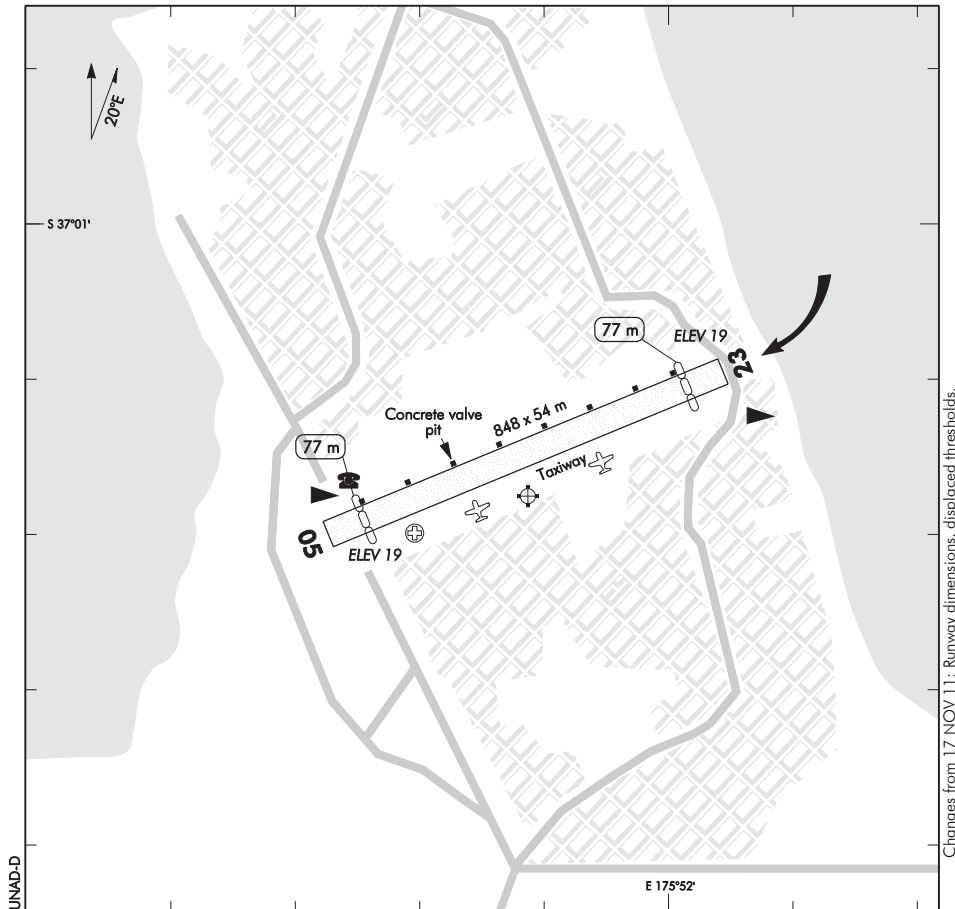 20°E
S 37°01'
77 m
ELEV 19
23
Concrete valve
pit
848 x 54 m
77 m
Taxiway
05
ELEV 19
E 175°52'
UNAD-D
Changes from 17 NOV 11: Runway dimensions, displaced thresholds.